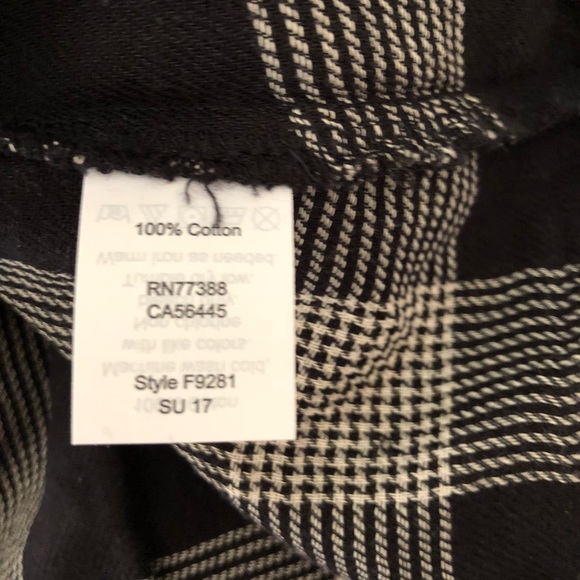 100% Cotton
RN77388
CA56445
Style F9281
SU 17